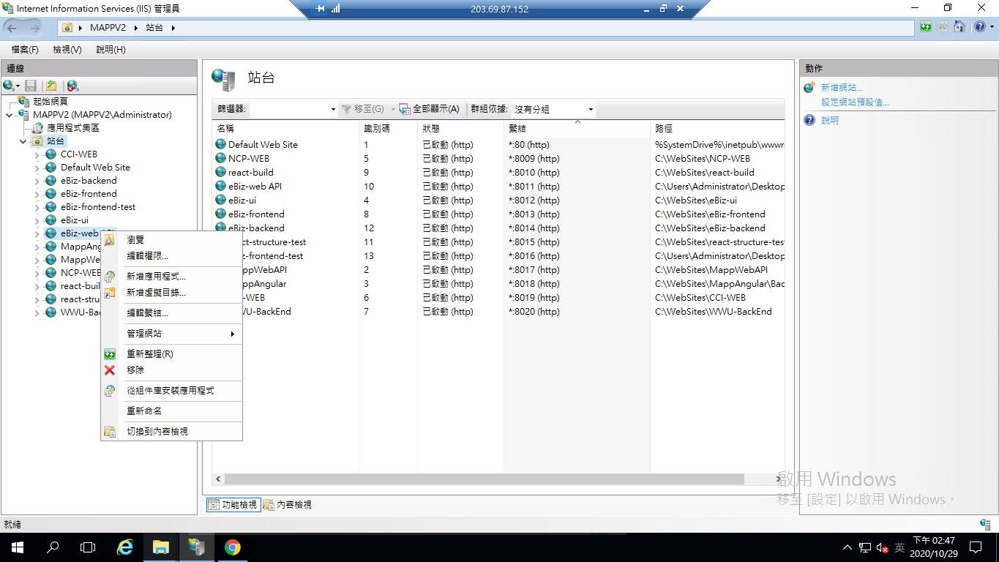 Internet Information Services (IIS) 管理員
203.69.87.152
MAPPV2
站台
檔案(F) 檢視(V) 說明(H)
連線
起始網頁
MAPPV2 (MAPPV2\Administrator)
應用程式集區
站台
CCI-WEB
Default Web Site
eBiz-backend
eBiz-frontend
eBiz-frontend-test
eBiz-ui
eBiz-web API
MappAng
MappWe
NCP-WEB
react-buil
react-stru
WWU-Ba
瀏覽
編輯權限...
新增應用程式...
新增虛擬目錄...
編輯繫結...
管理網站
重新整理(R)
移除
從組件庫安裝應用程式
重新命名
切換到內容檢視
站台
篩選器: 移至(G) 全部顯示(A) 群組依據: 沒有分組
名稱 識別碼 狀態 繫結 路徑
Default Web Site 1 已啟動 (http) *:80 (http) %SystemDrive%\inetpub\wwwr
NCP-WEB 5 已啟動 (http) *:8009 (http) C:\WebSites\NCP-WEB
react-build 9 已啟動 (http) *:8010 (http) C:\WebSites\react-build
eBiz-web API 10 已啟動 (http) *:8011 (http) C:\Users\Administrator\Desktop
eBiz-ui 4 已啟動 (http) *:8012 (http) C:\WebSites\eBiz-ui
eBiz-frontend 8 已啟動 (http) *:8013 (http) C:\WebSites\eBiz-frontend
eBiz-backend 12 已啟動 (http) *:8014 (http) C:\WebSites\eBiz-backend
ct-structure-test 11 已啟動 (http) *:8015 (http) C:\WebSites\react-structure-test
z-frontend-test 13 已啟動 (http) *:8016 (http) C:\Users\Administrator\Desktop
ppWebAPI 2 已啟動 (http) *:8017 (http) C:\WebSites\MappWebAPI
ppAngular 3 已啟動 (http) *:8018 (http) C:\WebSites\MappAngular\Bac
-WEB 6 已啟動 (http) *:8019 (http) C:\WebSites\CCI-WEB
WU-BackEnd 7 已啟動 (http) *:8020 (http) C:\WebSites\WWU-BackEnd
功能檢視 內容檢視
動作
新增網站...
設定網站預設值...
說明
啟用 Windows
移至 [設定] 以啟用 Windows。
就緒
英
下午 02:47
2020/10/29